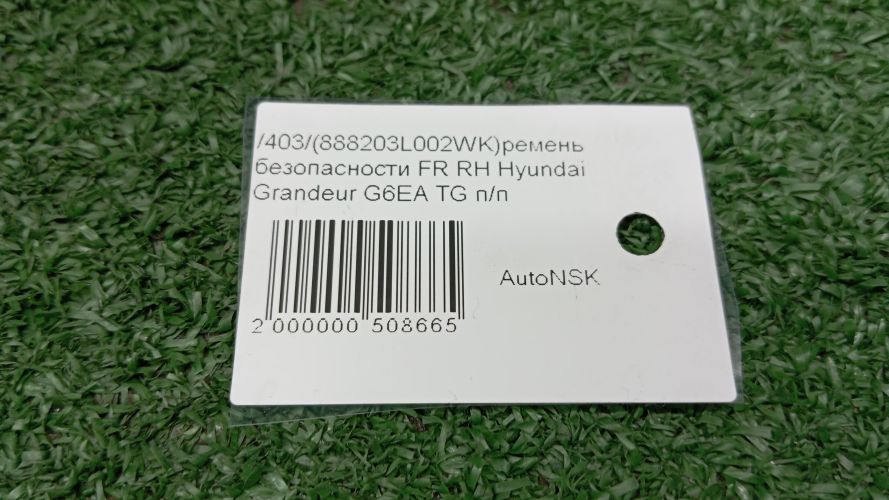 /403/(888203L002WK)ремень
безопасности FR RH Hyundai
Grandeur G6EA TG п/п
AutoNSK
2 000000 508665